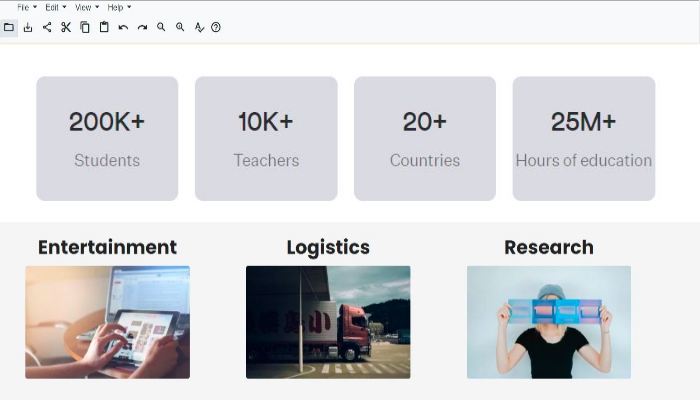 File Edit View Help
200K+ 10K+ 20+ 25M+
Students Teachers Countries Hours of education
Entertainment Logistics Research